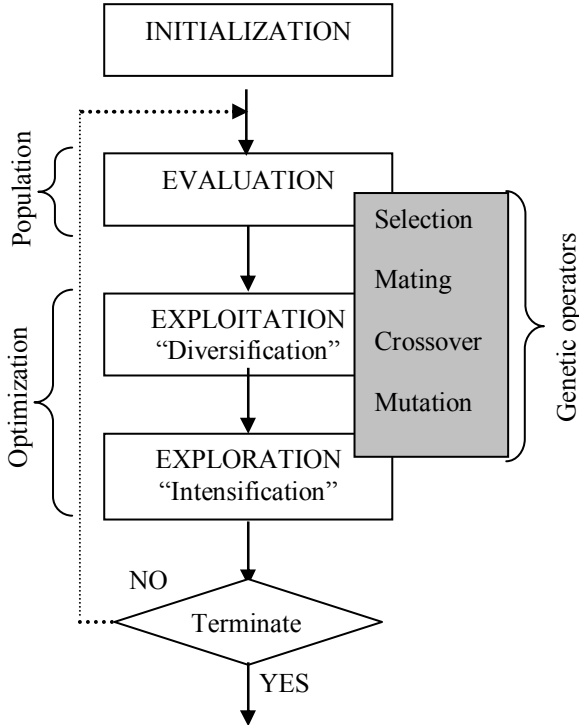 INITIALIZATION
Population
EVALUATION
Selection
Mating
Crossover
Mutation
Genetic operators
Optimization
EXPLOITATION
“Diversification”
EXPLORATION
“Intensification”
NO
Terminate
YES